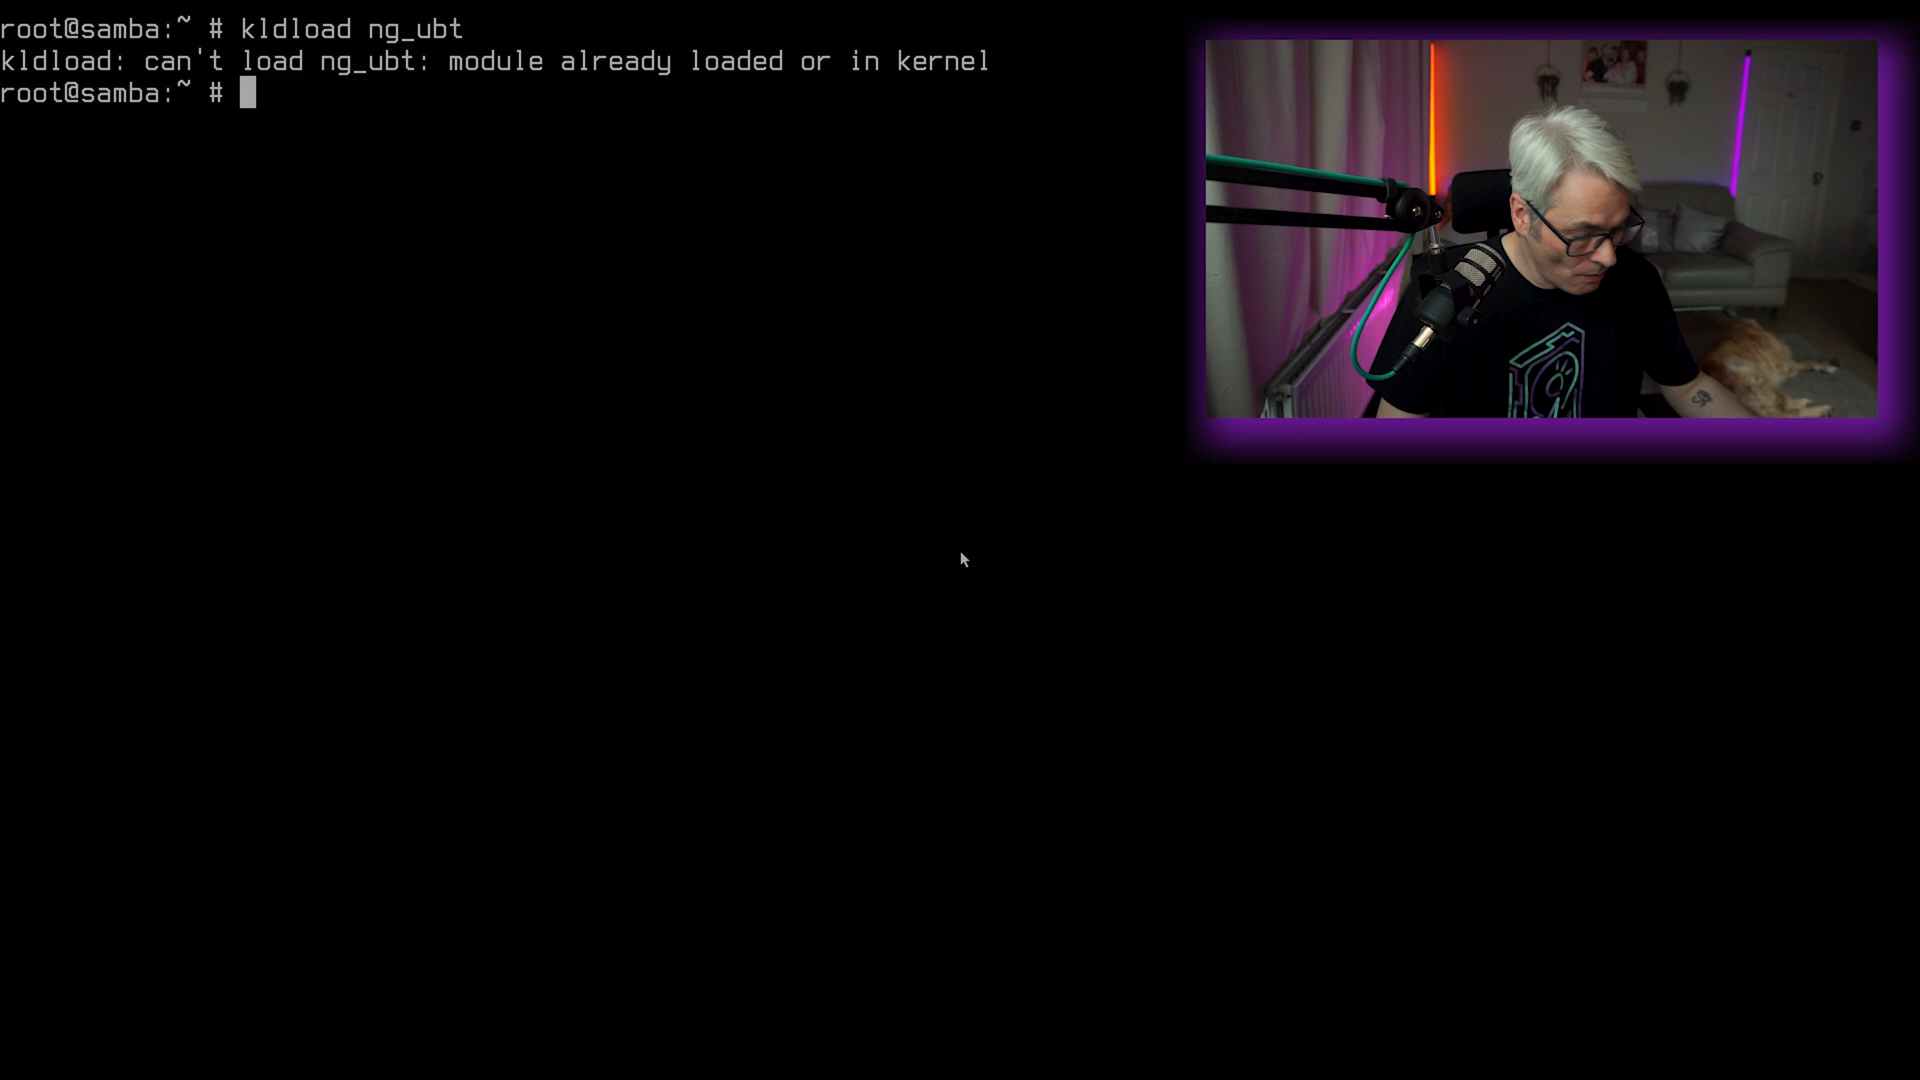 root@samba:~ # kldload ng_ubt
kldload: can't load ng_ubt: module already loaded or in kernel
root@samba:~ #